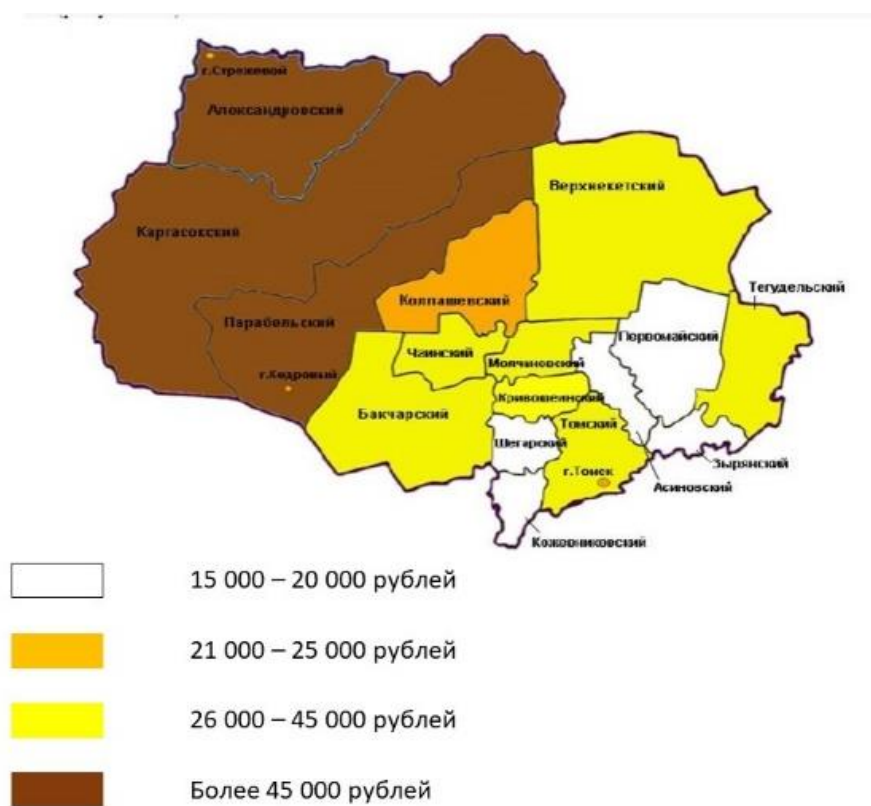 г.Стрежевой
Александровский
Верхнекетский
Каргасокский
Тегудельский
Колпашевский
Парабельский
Первомайский
Чаинский
Молчановский
г.Кедровый
Кривошеинский
Бакчарский
Томский
Шегарский
Зырянский
г.Томск
Асиновский
Кожевниковский
15 000 – 20 000 рублей
21 000 – 25 000 рублей
26 000 – 45 000 рублей
Более 45 000 рублей